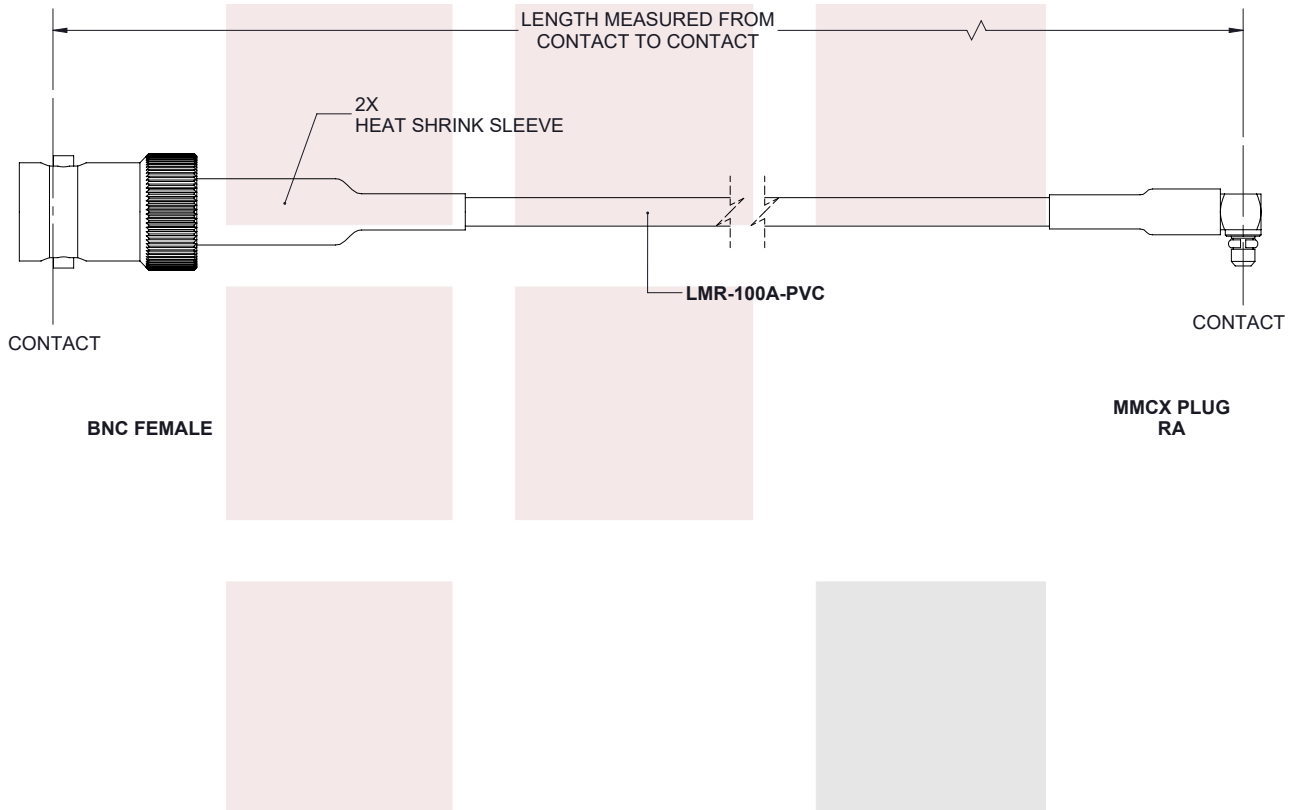 LENGTH MEASURED FROM
CONTACT TO CONTACT
2X
HEAT SHRINK SLEEVE
LMR-100A-PVC
CONTACT
CONTACT
BNC FEMALE
MMCX PLUG
RA